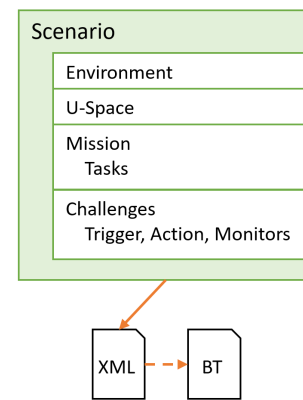 Scenario
Environment
U-Space
Mission
Tasks
Challenges
Trigger, Action, Monitors
XML
BT